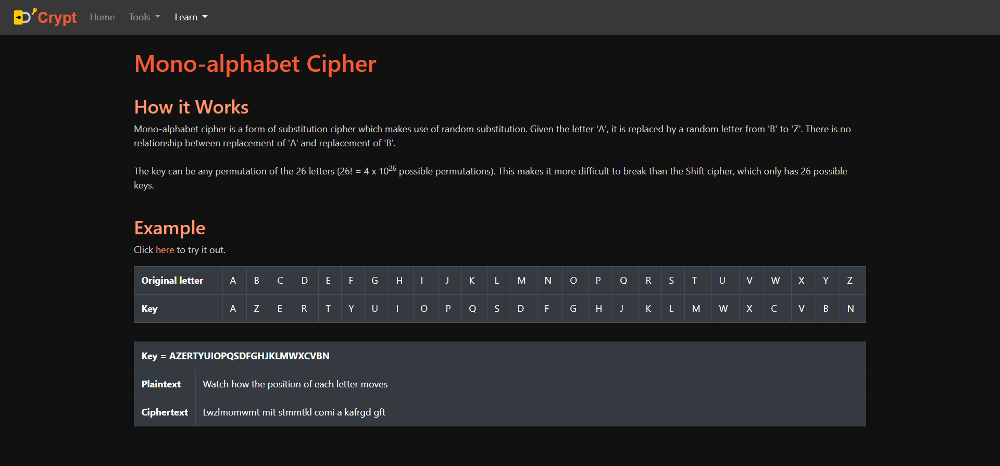 D'Crypt Home Tools Learn
Mono-alphabet Cipher
How it Works
Mono-alphabet cipher is a form of substitution cipher which makes use of random substitution. Given the letter 'A', it is replaced by a random letter from 'B' to 'Z'. There is no
relationship between replacement of 'A' and replacement of 'B'.
The key can be any permutation of the 26 letters (26! = 4 x 10²⁶ possible permutations). This makes it more difficult to break than the Shift cipher, which only has 26 possible
keys.
Example
Click here to try it out.
Original letter A B C D E F G H I J K L M N O P Q R S T U V W X Y Z
Key A Z E R T Y U I O P Q S D F G H J K L M W X C V B N
Key = AZERTYUIOPQSDFGHJKLMWXCVBN
Plaintext Watch how the position of each letter moves
Ciphertext Lwzlmomwmt mit stmmtkl comi a kafrgd gft